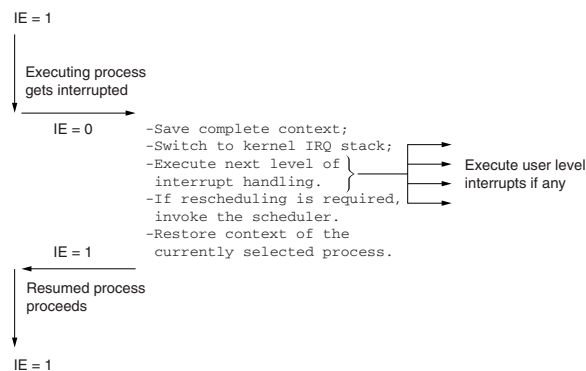 IE = 1
Executing process
gets interrupted
IE = 0
-Save complete context;
-Switch to kernel IRQ stack;
-Execute next level of
interrupt handling.
-If rescheduling is required,
invoke the scheduler.
-Restore context of the
currently selected process.
Execute user level
interrupts if any
IE = 1
Resumed process
proceeds
IE = 1